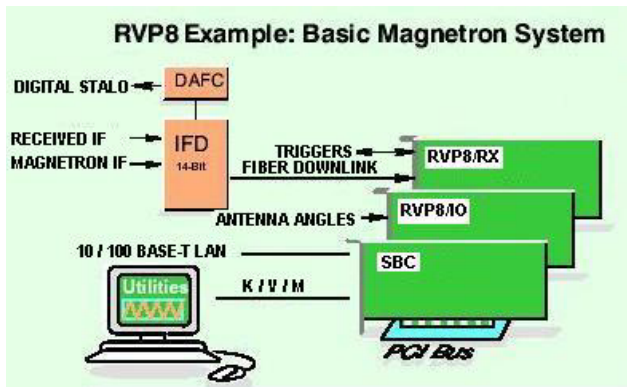 RVP8 Example: Basic Magnetron System
DIGITAL STALO
DAFC
RECEIVED IF
MAGNETRON IF
IFD
14-Bit
TRIGGERS
FIBER DOWNLINK
RVP8/RX
ANTENNA ANGLES
RVP8/IO
10 / 100 BASE-T LAN
SBC
Utilities
K / V / M
PCI Bus